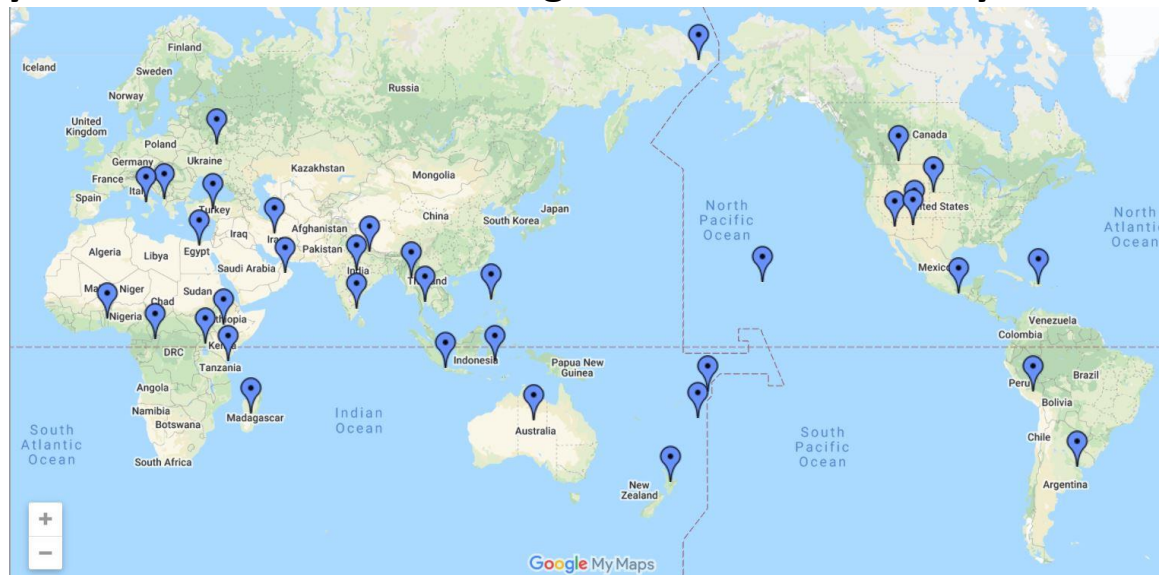 Finland
Iceland
Sweden
Russia
Norway
United
Kingdom
Poland
Germany
Ukraine
Canada
France
Kazakhstan
Mongolia
Spain
Turkey
United States
North
Pacific
Ocean
North
Atlantic
Ocean
Japan
South Korea
China
Afghanistan
Iraq
Iran
Pakistan
Algeria
Libya
Egypt
Saudi Arabia
India
Mexico
Thailand
Niger
Chad
Sudan
Nigeria
Ethiopia
Venezuela
Colombia
DRC
Kenya
Indonesia
Papua New
Guinea
Tanzania
Brazil
Peru
Angola
Bolivia
Namibia
Botswana
Madagascar
Indian
Ocean
Australia
South
Atlantic
Ocean
South
Pacific
Ocean
Chile
South Africa
Argentina
New
Zealand
+
−
Google My Maps